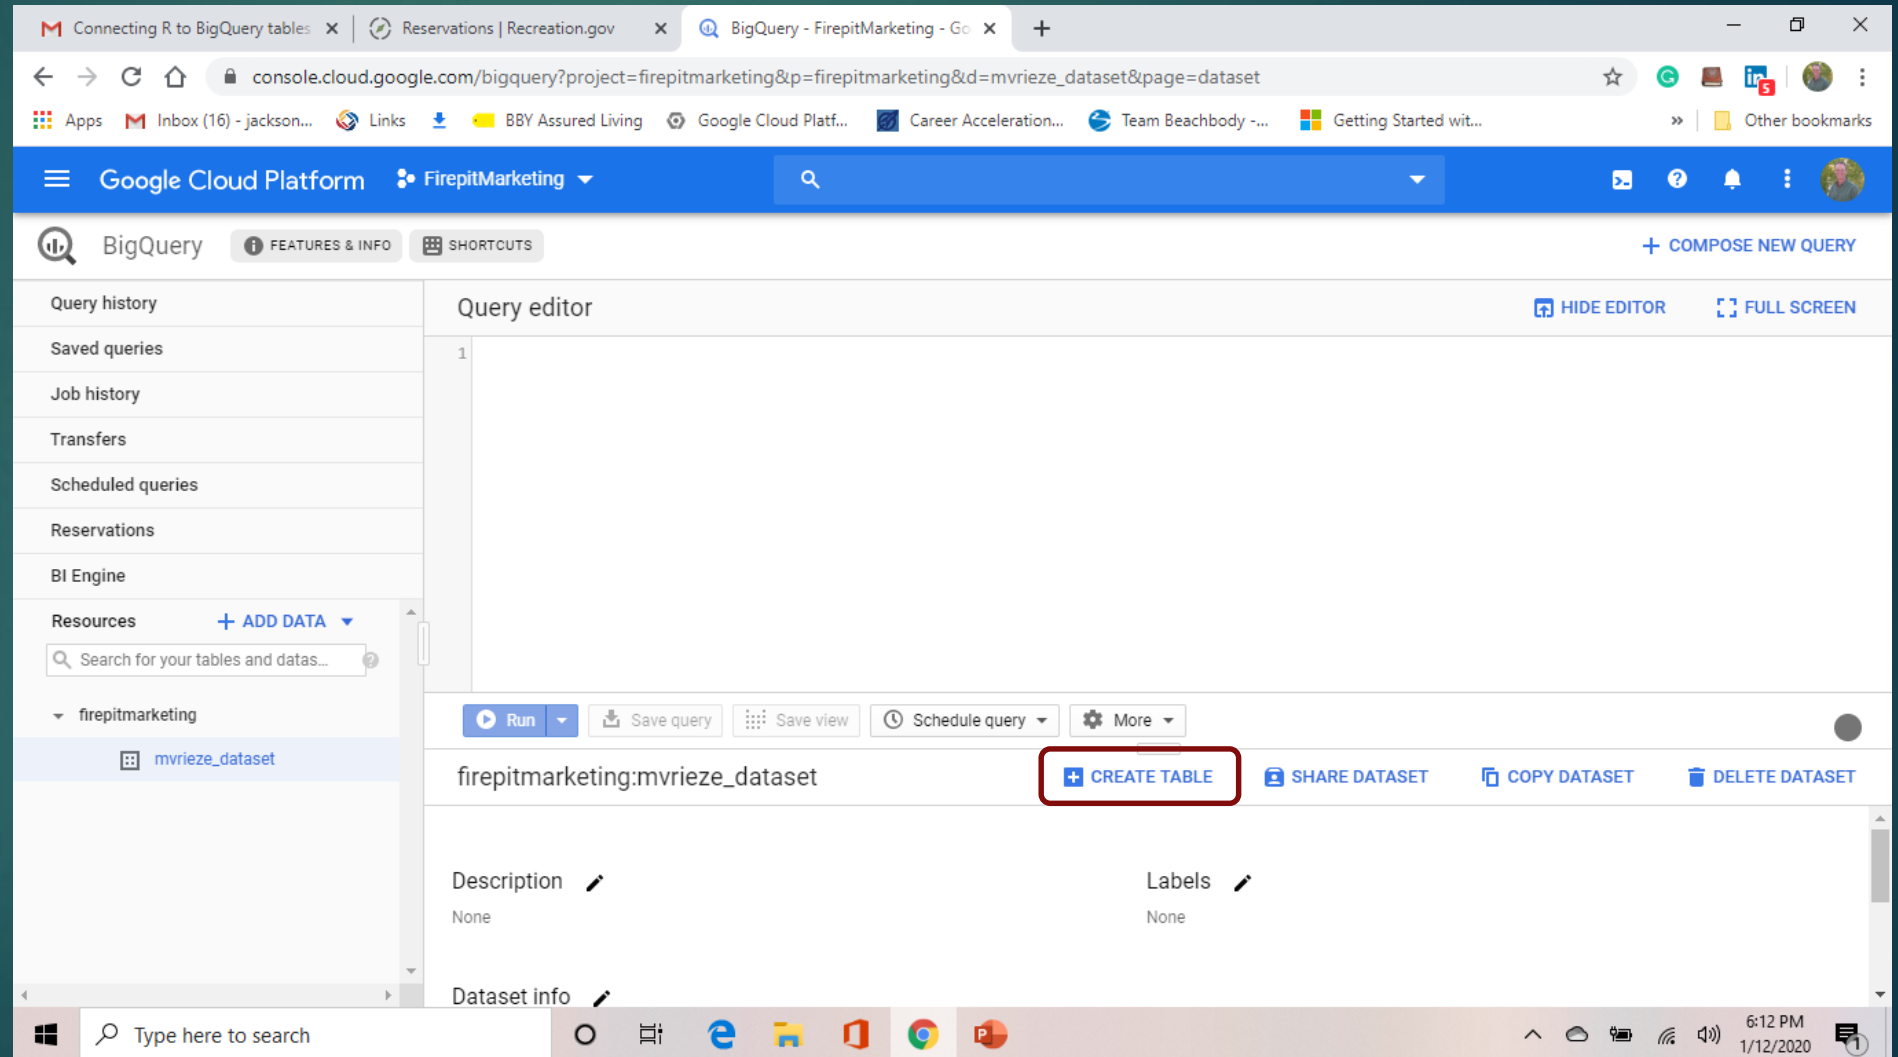 Connecting R to BigQuery tables
Reservations | Recreation.gov
BigQuery - FirepitMarketing - Go
console.cloud.google.com/bigquery?project=firepitmarketing&p=firepitmarketing&d=mvrieze_dataset&page=dataset
5
Apps
Inbox (16) - jackson...
Links
BBY Assured Living
Google Cloud Platf...
Career Acceleration...
Team Beachbody -...
Getting Started wit...
»
Other bookmarks
Google Cloud Platform
FirepitMarketing
BigQuery
FEATURES & INFO
SHORTCUTS
+ COMPOSE NEW QUERY
Query history
Saved queries
Job history
Transfers
Scheduled queries
Reservations
BI Engine
Resources
+ ADD DATA
Search for your tables and datas...
firepitmarketing
mvrieze_dataset
Query editor
HIDE EDITOR
FULL SCREEN
1
Run
Save query
Save view
Schedule query
More
firepitmarketing:mvrieze_dataset
CREATE TABLE
SHARE DATASET
COPY DATASET
DELETE DATASET
Description
None
Labels
None
Dataset info
Type here to search
6:12 PM
1/12/2020
1